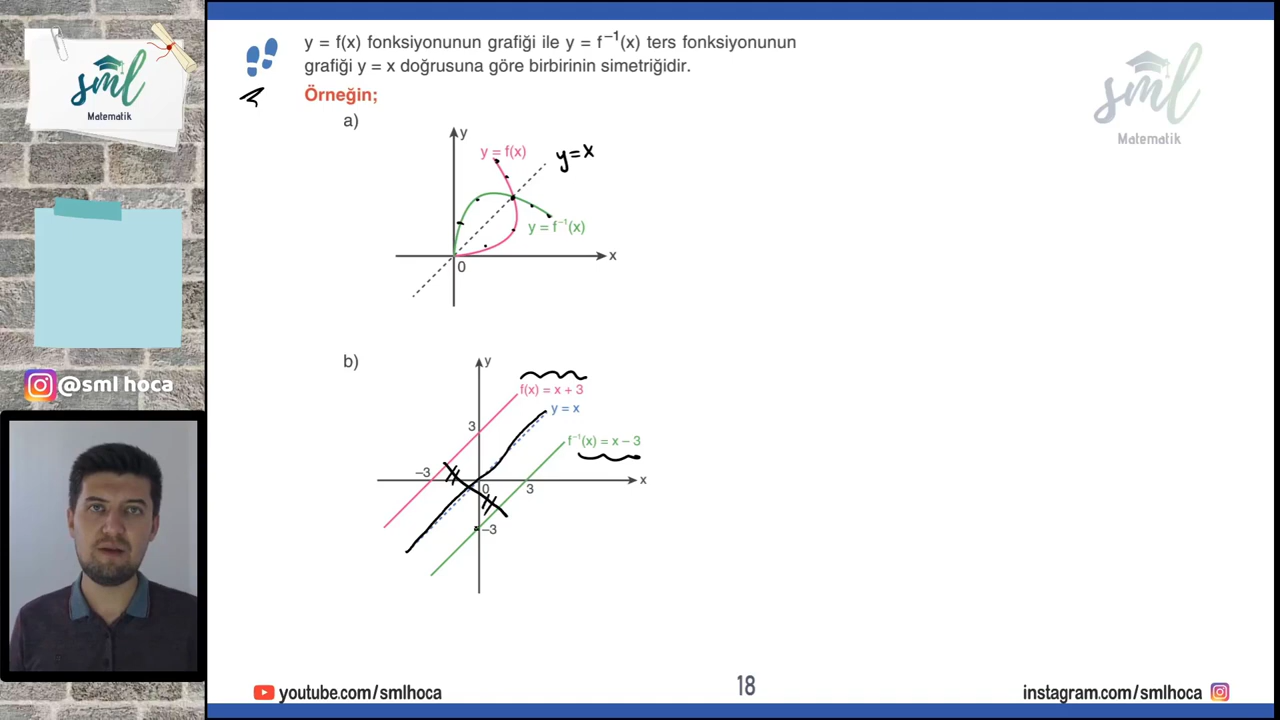 sml
Matematik
@sml hoca
y = f(x) fonksiyonunun grafiği ile y = f⁻¹(x) ters fonksiyonunun
grafiği y = x doğrusuna göre birbirinin simetriğidir.
Örneğin;
sml
Matematik
a)
y
y = f(x)
y=x
y = f⁻¹(x)
x
0
b)
y
f(x) = x + 3
y = x
3
f⁻¹(x) = x – 3
–3
x
0
3
–3
youtube.com/smlhoca
18
instagram.com/smlhoca